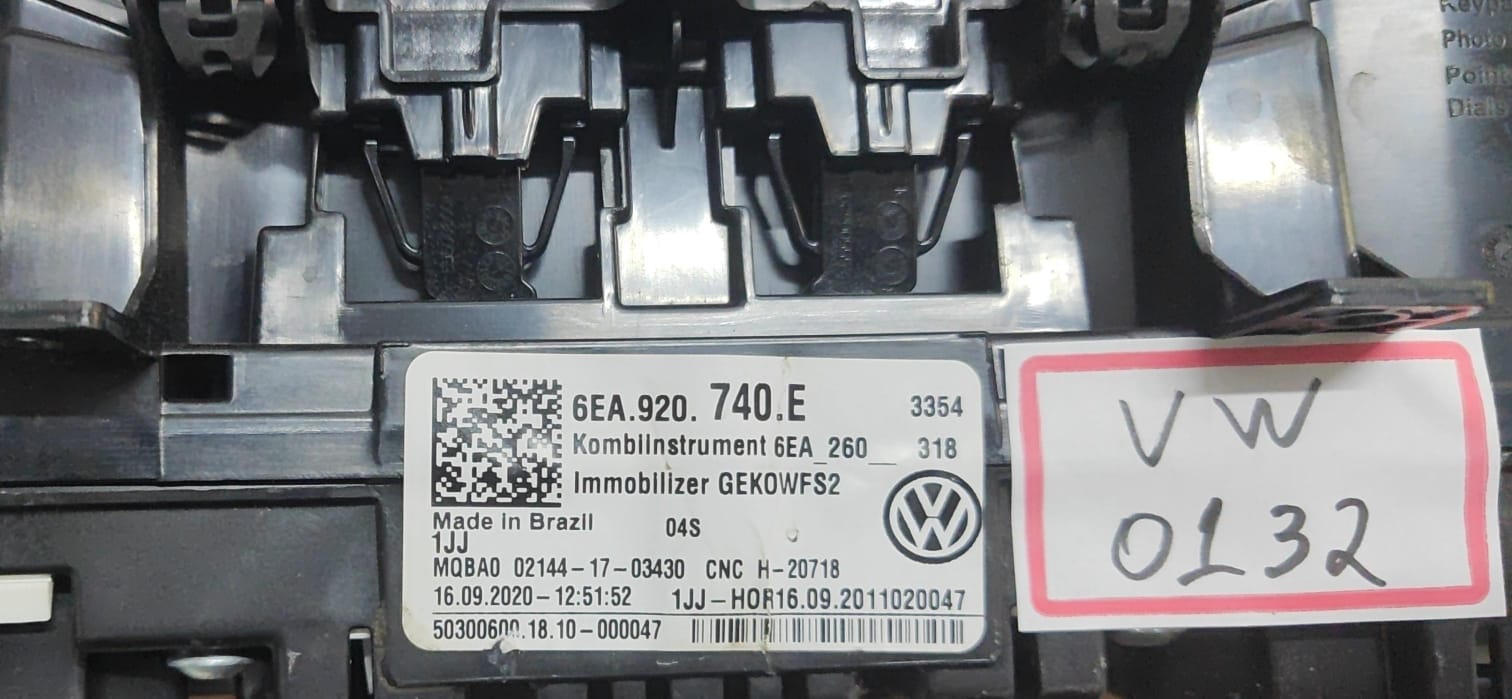 6EA.920. 740.E 3354
KombiInstrument 6EA_260__ 318
Immobilizer GEKOWFS2
Made in Brazil 04S
1JJ
MQBA0 02144-17-03430 CNC H-20718
16.09.2020-12:51:52 1JJ-HOR16.09.2011020047
.18.10-000047
VW
0132